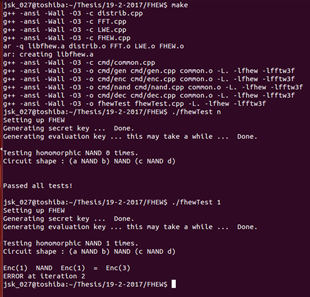 jsk_027@toshiba:~/Thesis/19-2-2017/FHEW$ make
g++ -ansi -Wall -O3 -c distrib.cpp
g++ -ansi -Wall -O3 -c FFT.cpp
g++ -ansi -Wall -O3 -c LWE.cpp
g++ -ansi -Wall -O3 -c FHEW.cpp
ar -q libfhew.a distrib.o FFT.o LWE.o FHEW.o
ar: creating libfhew.a
g++ -ansi -Wall -O3 -c cmd/common.cpp
g++ -ansi -Wall -O3 -o cmd/gen cmd/gen.cpp common.o -L. -lfhew -lfftw3f
g++ -ansi -Wall -O3 -o cmd/enc cmd/enc.cpp common.o -L. -lfhew -lfftw3f
g++ -ansi -Wall -O3 -o cmd/nand cmd/nand.cpp common.o -L. -lfhew -lfftw3f
g++ -ansi -Wall -O3 -o cmd/dec cmd/dec.cpp common.o -L. -lfhew -lfftw3f
g++ -ansi -Wall -O3 -o fhewTest fhewTest.cpp -L. -lfhew -lfftw3f
jsk_027@toshiba:~/Thesis/19-2-2017/FHEW$ ./fhewTest n
Setting up FHEW
Generating secret key ... Done.
Generating evaluation key ... this may take a while ... Done.
Testing homomorphic NAND 0 times.
Circuit shape : (a NAND b) NAND (c NAND d)
Passed all tests!
jsk_027@toshiba:~/Thesis/19-2-2017/FHEW$ ./fhewTest 1
Setting up FHEW
Generating secret key ... Done.
Generating evaluation key ... this may take a while ... Done.
Testing homomorphic NAND 1 times.
Circuit shape : (a NAND b) NAND (c NAND d)
Enc(1) NAND Enc(1) = Enc(3)
ERROR at iteration 2
jsk_027@toshiba:~/Thesis/19-2-2017/FHEW$